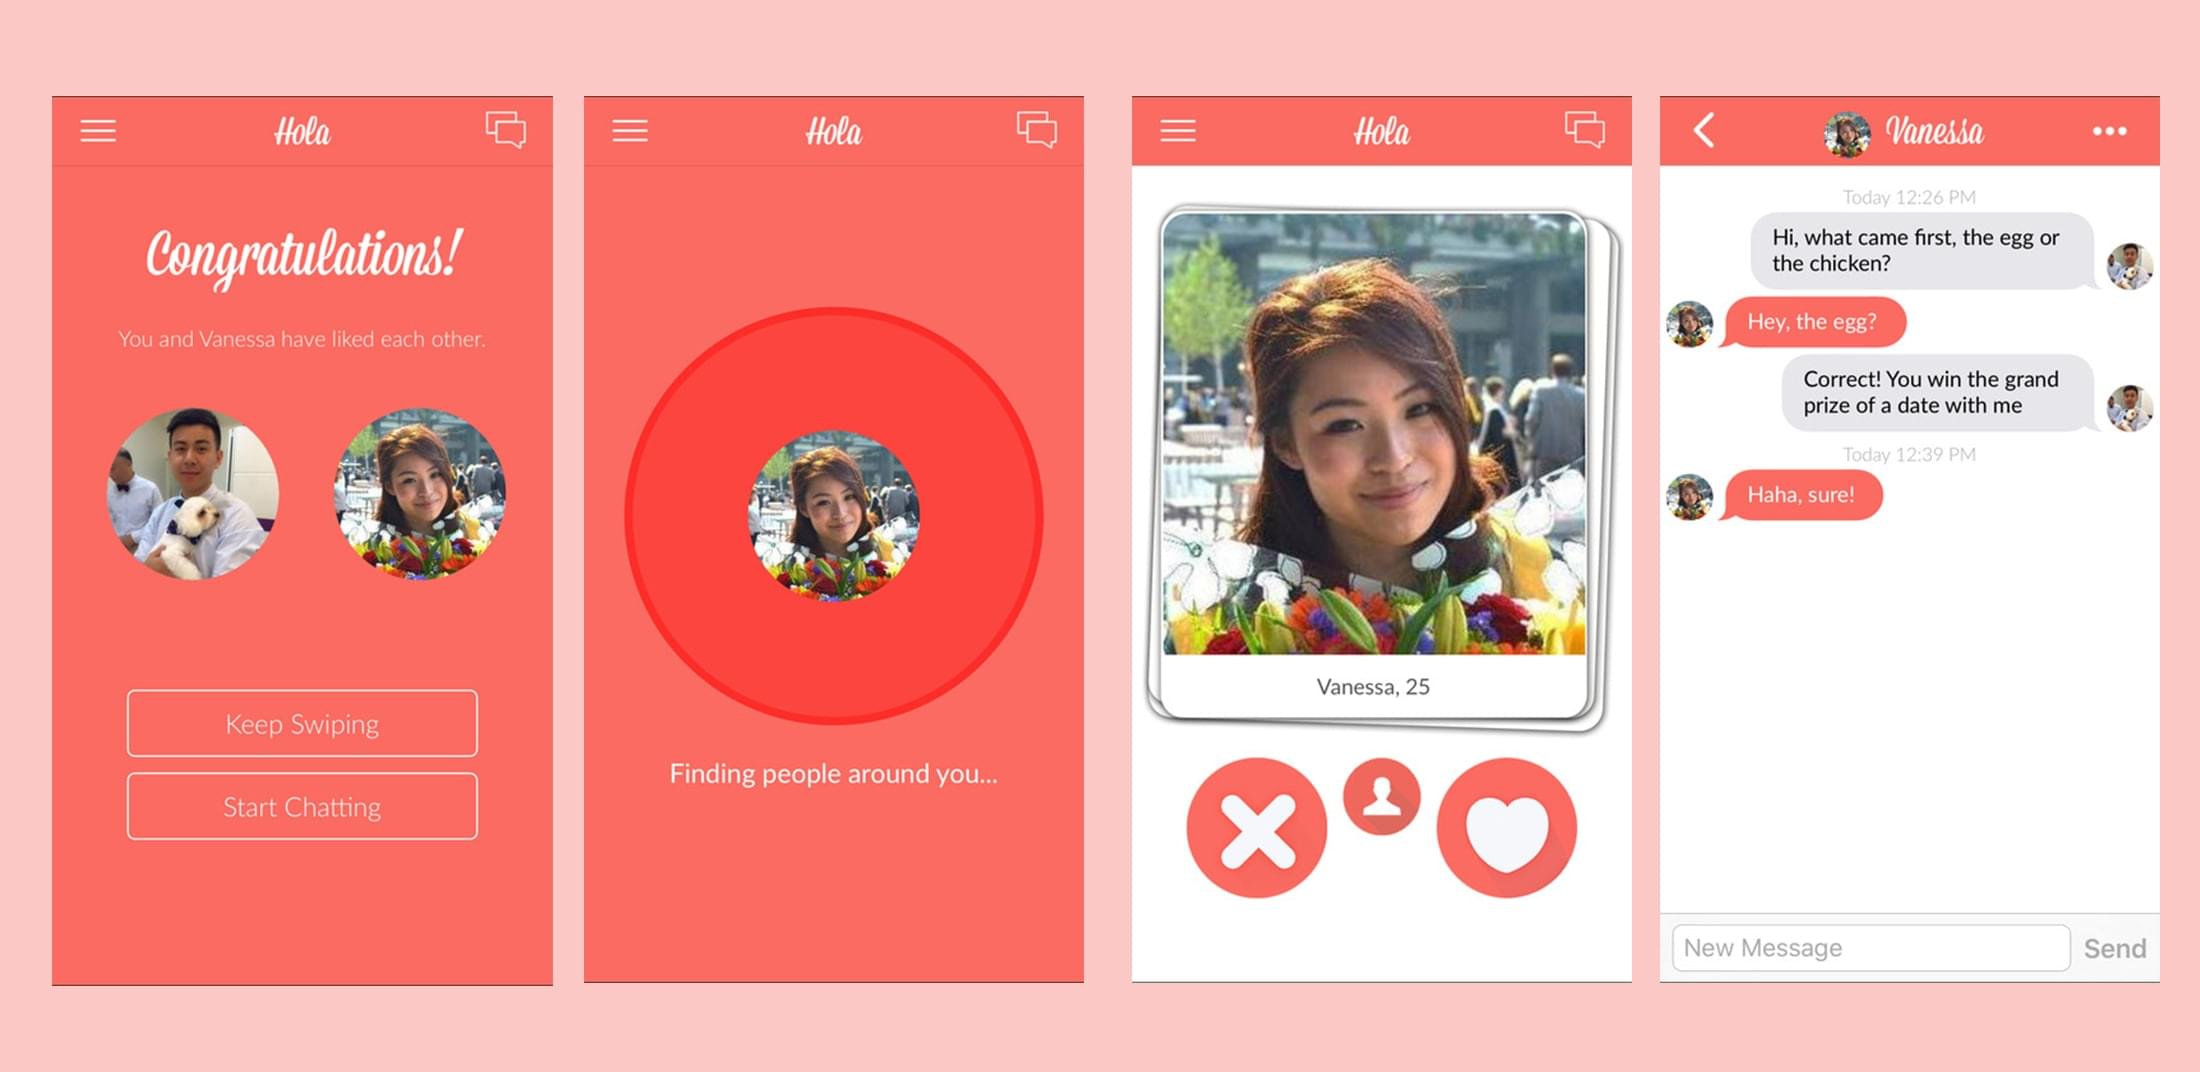 Hola
Congratulations!
You and Vanessa have liked each other.
Keep Swiping
Start Chatting
Hola
Finding people around you...
Hola
Vanessa, 25
Vanessa
Today 12:26 PM
Hi, what came first, the egg or
the chicken?
Hey, the egg?
Correct! You win the grand
prize of a date with me
Today 12:39 PM
Haha, sure!
New Message
Send